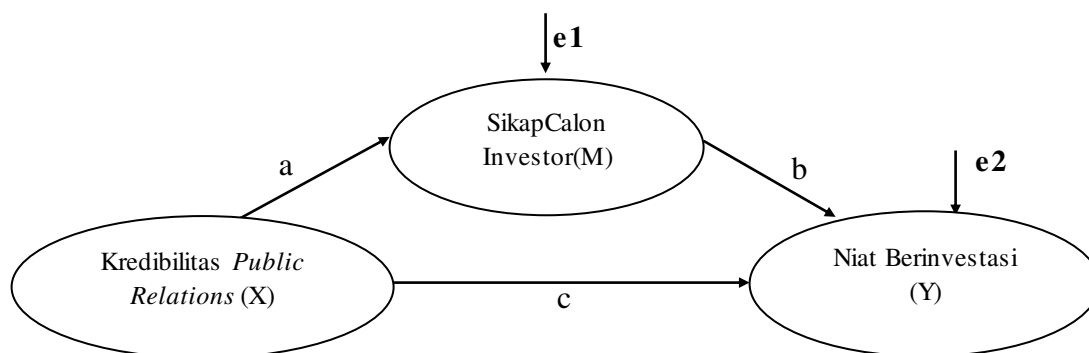 e1
SikapCalon
Investor(M)
a
b
e2
Kredibilitas Public
Relations (X)
c
Niat Berinvestasi
(Y)